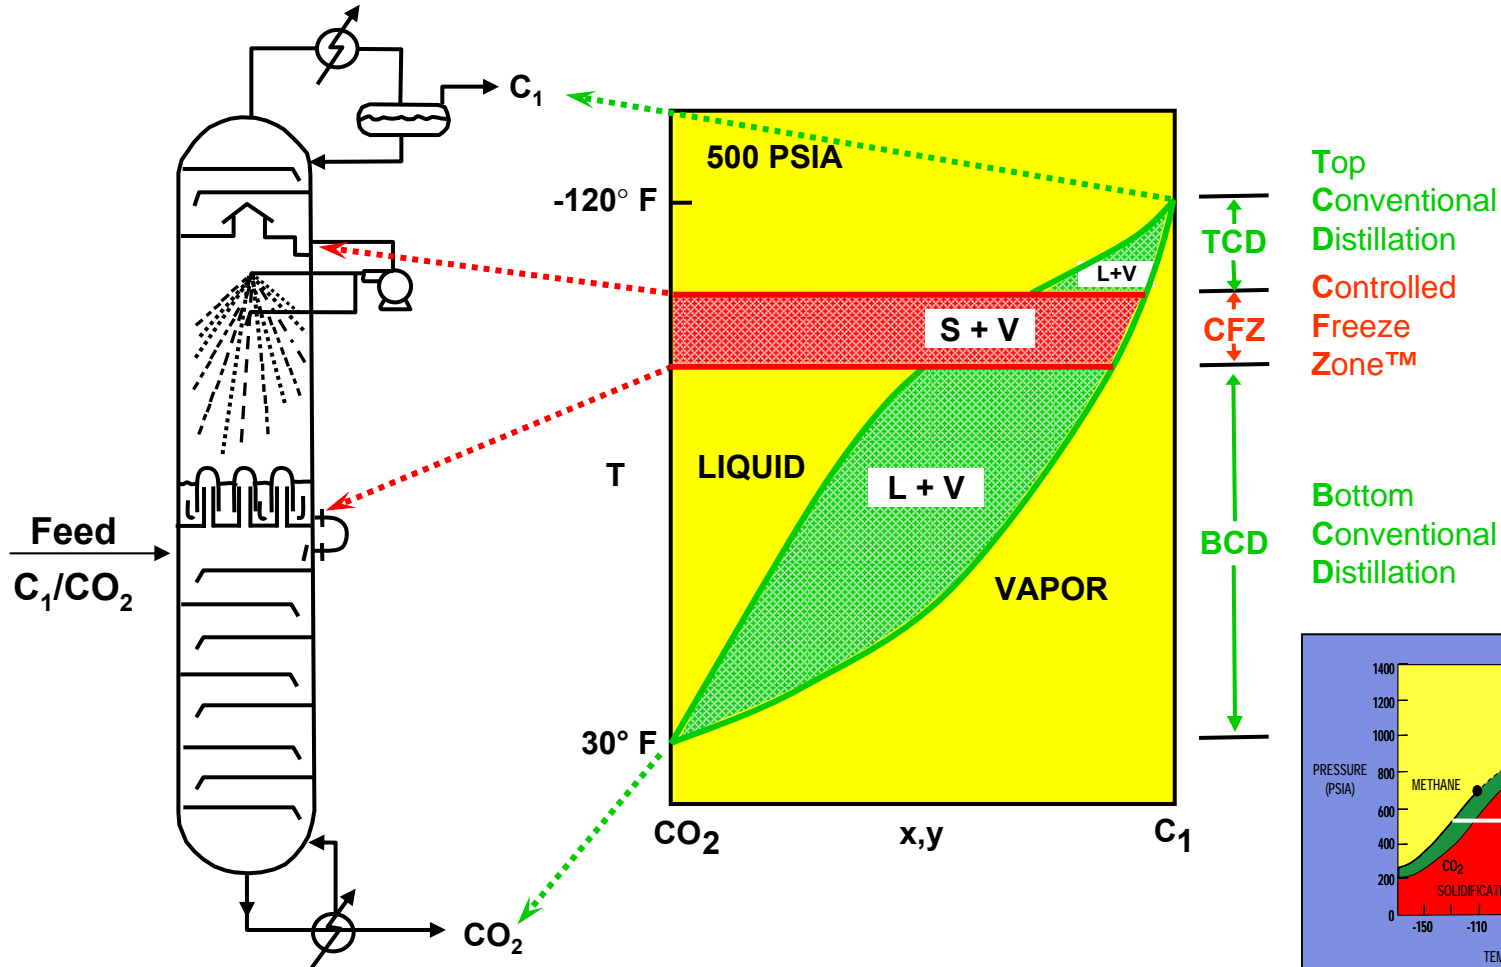 C1
500 PSIA
-120° F
TCD
L+V
Top
Conventional
Distillation
S + V
CFZ
Controlled
Freeze
Zone™
T
LIQUID
L + V
Feed
C1/CO2
BCD
Bottom
Conventional
Distillation
VAPOR
30° F
CO2
x,y
C1
CO2
1400
1200
1000
PRESSURE
(PSIA)
800
METHANE
600
400
CO2
200
0
-150
-110